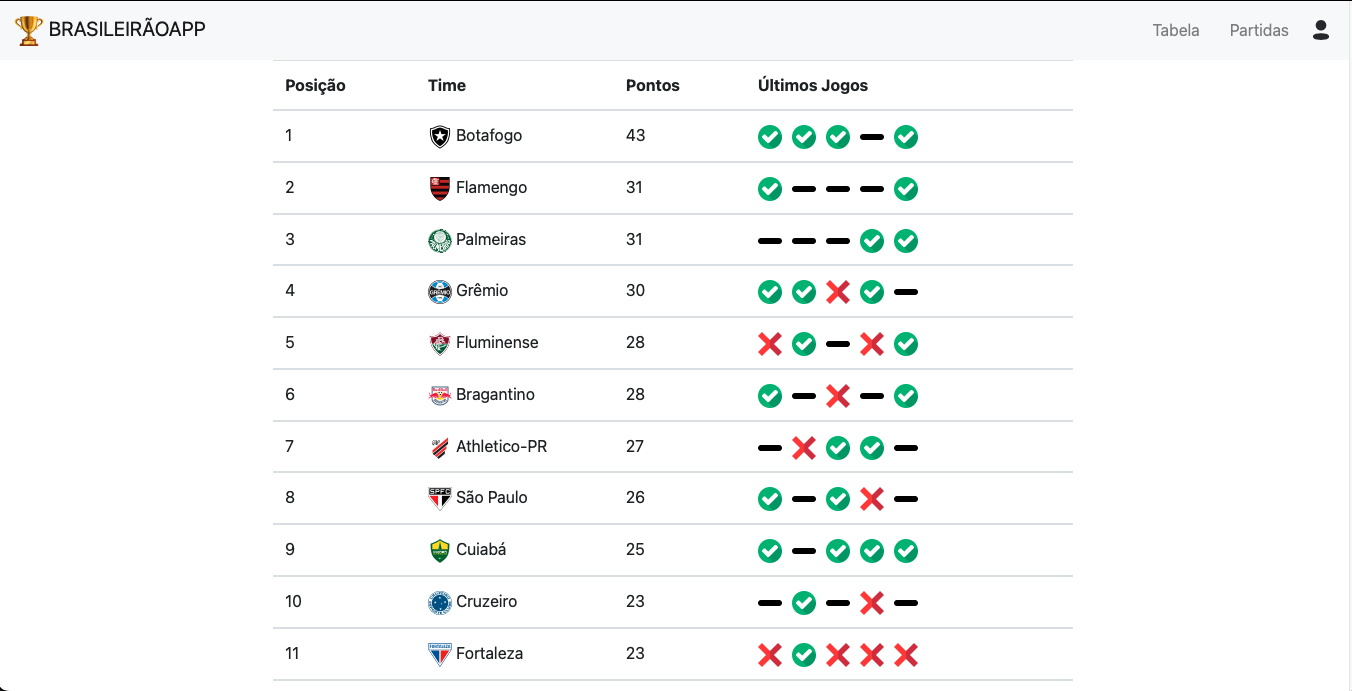 BRASILEIRÃOAPP Tabela Partidas
Posição Time Pontos Últimos Jogos
1 Botafogo 43
2 Flamengo 31
3 Palmeiras 31
4 Grêmio 30
5 Fluminense 28
6 Bragantino 28
7 Athletico-PR 27
8 São Paulo 26
9 Cuiabá 25
10 Cruzeiro 23
11 Fortaleza 23